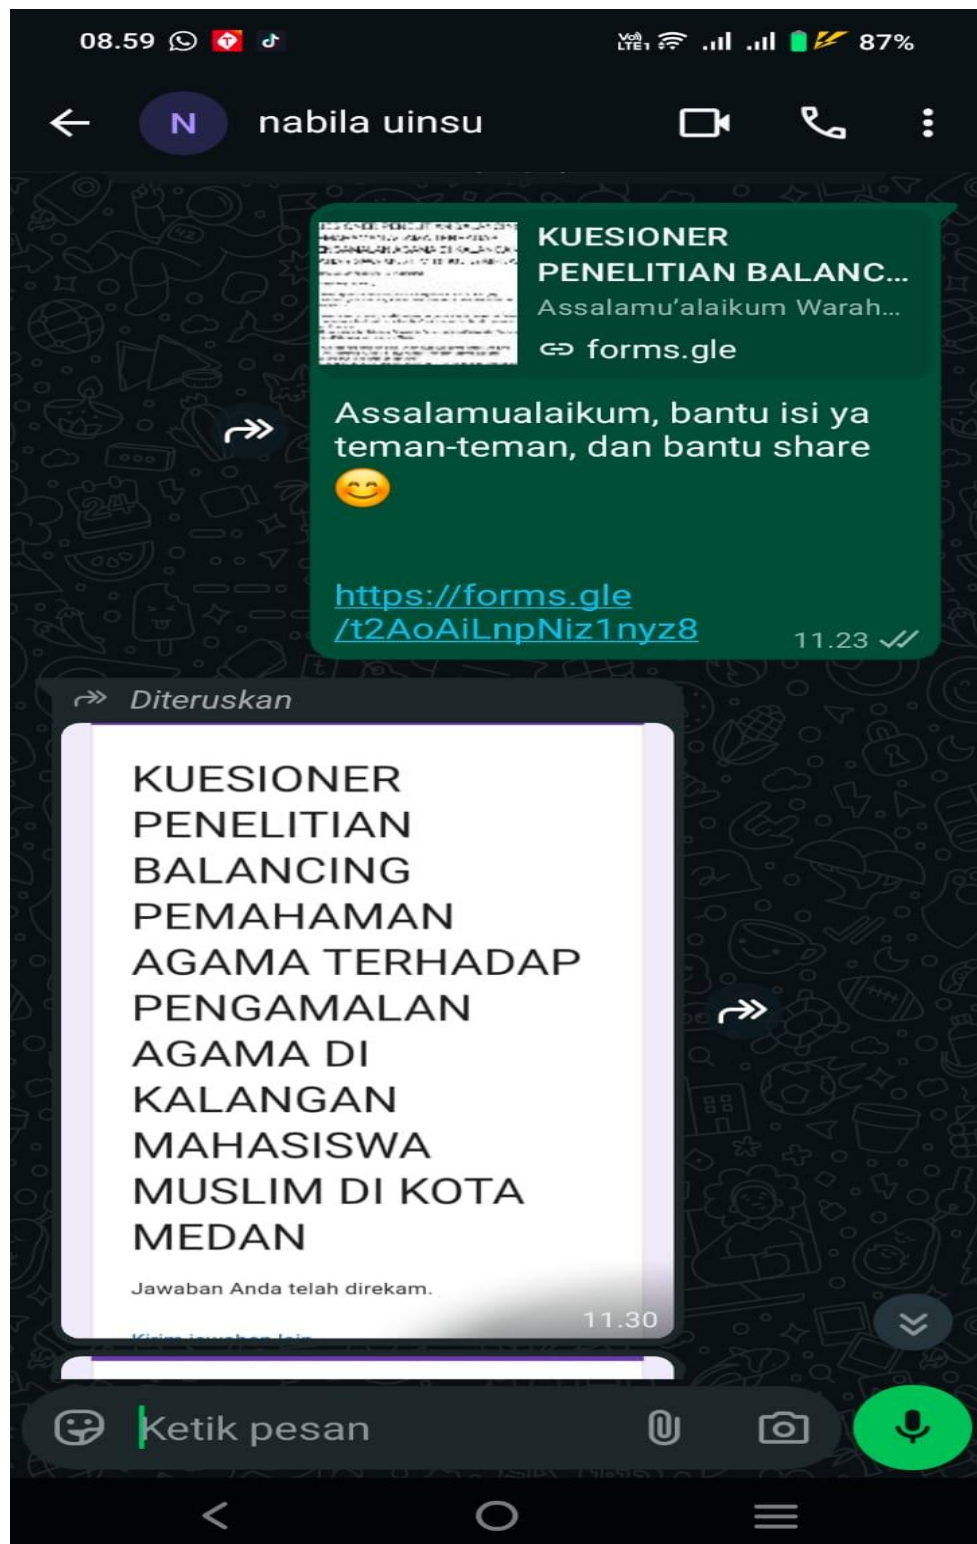 08.59 87%
N nabila uinsu
KUESIONER
PENELITIAN BALANC...
Assalamu’alaikum Warah...
forms.gle
Assalamualaikum, bantu isi ya
teman-teman, dan bantu share
😊
https://forms.gle
/t2AoAiLnpNiz1nyz8
11.23
Diteruskan
KUESIONER
PENELITIAN
BALANCING
PEMAHAMAN
AGAMA TERHADAP
PENGAMALAN
AGAMA DI
KALANGAN
MAHASISWA
MUSLIM DI KOTA
MEDAN
Jawaban Anda telah direkam.
11.30
Ketik pesan